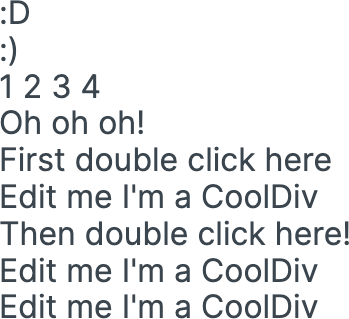 :D
:)
1 2 3 4
Oh oh oh!
First double click here
Edit me I'm a CoolDiv
Then double click here!
Edit me I'm a CoolDiv
Edit me I'm a CoolDiv